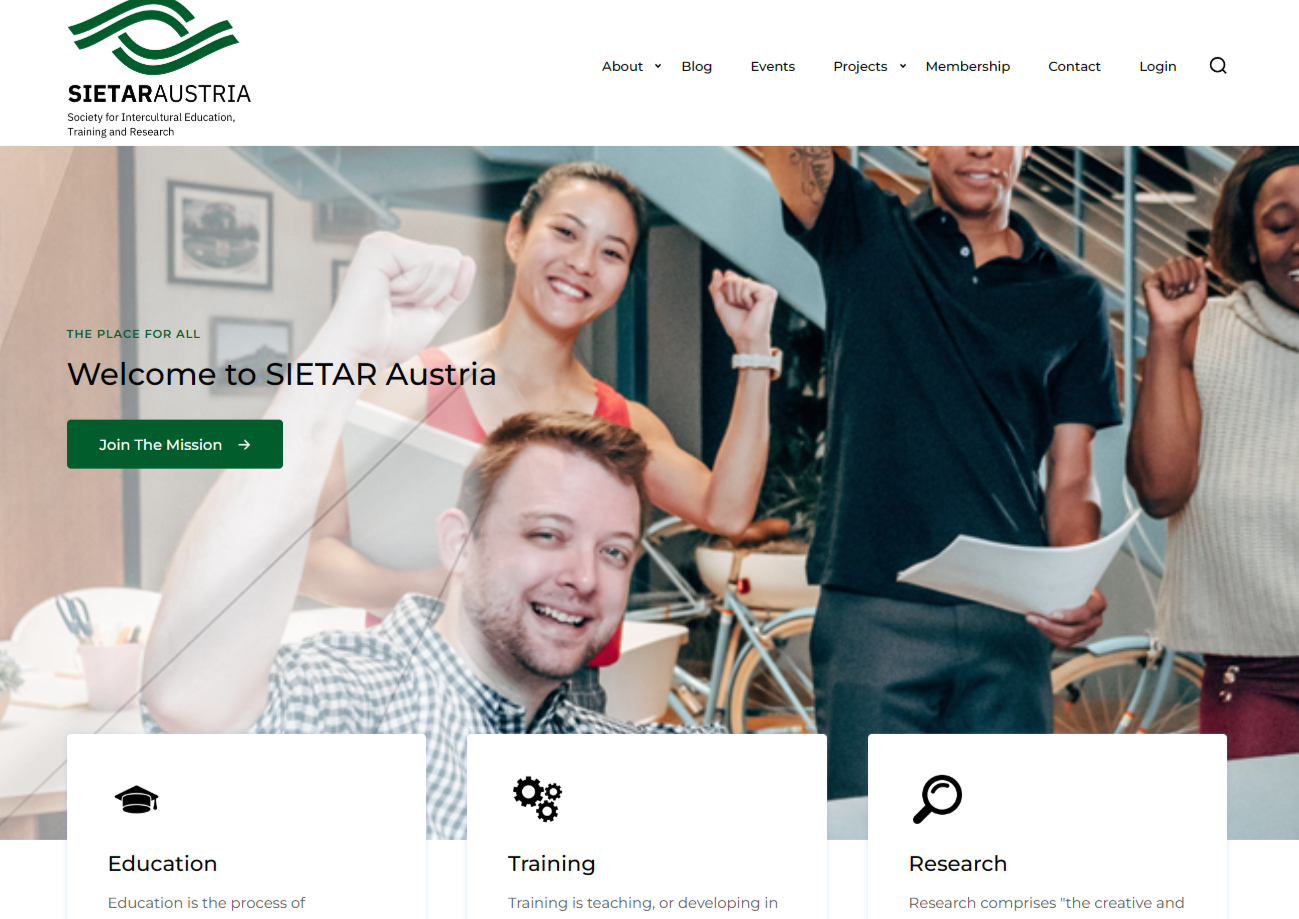 SIETARAUSTRIA
Society for Intercultural Education,
Training and Research
About
Blog
Events
Projects
Membership
Contact
Login
THE PLACE FOR ALL
Welcome to SIETAR Austria
Join The Mission
Education
Education is the process of
Training
Training is teaching, or developing in
Research
Research comprises "the creative and